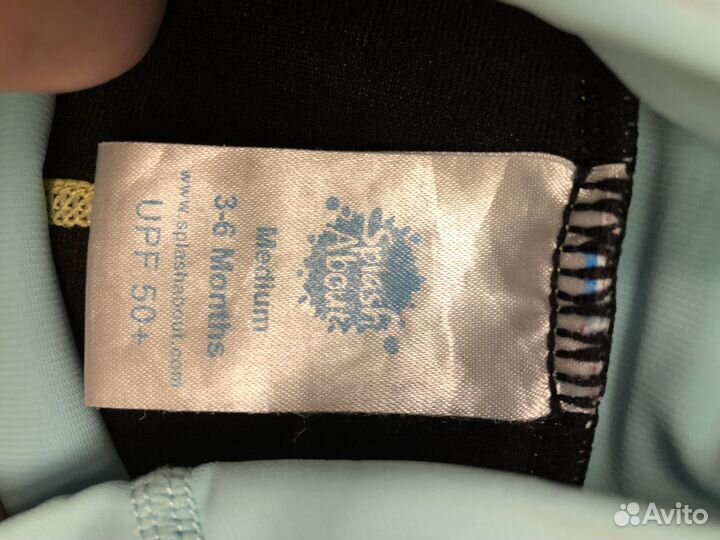 Splash
About
Medium
3-6 Months
www.splashabout.com
UPF 50+
Avito